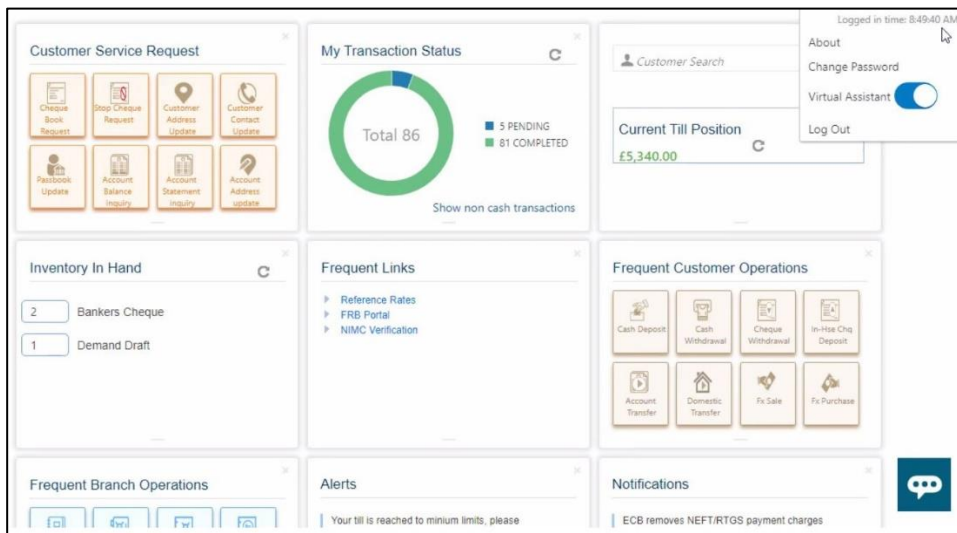 Logged in time: 8:49:40 AM
About
Change Password
Virtual Assistant
Log Out
Customer Service Request
Cheque
Book
Request
Stop Cheque
Request
Customer
Address
Update
Customer
Contact
Update
Passbook
Update
Account
Balance
Inquiry
Account
Statement
inquiry
Account
Address
update
My Transaction Status
Total 86
5 PENDING
81 COMPLETED
Show non cash transactions
Customer Search
Current Till Position
£5,340.00
Inventory In Hand
2 Bankers Cheque
1 Demand Draft
Frequent Links
Reference Rates
FRB Portal
NIMC Verification
Frequent Customer Operations
Cash Deposit
Cash
Withdrawal
Cheque
Withdrawal
In-Hse Chq
Deposit
Account
Transfer
Domestic
Transfer
Fx Sale
Fx Purchase
Frequent Branch Operations
Alerts
Your till is reached to minium limits, please
Notifications
ECB removes NEFT/RTGS payment charges